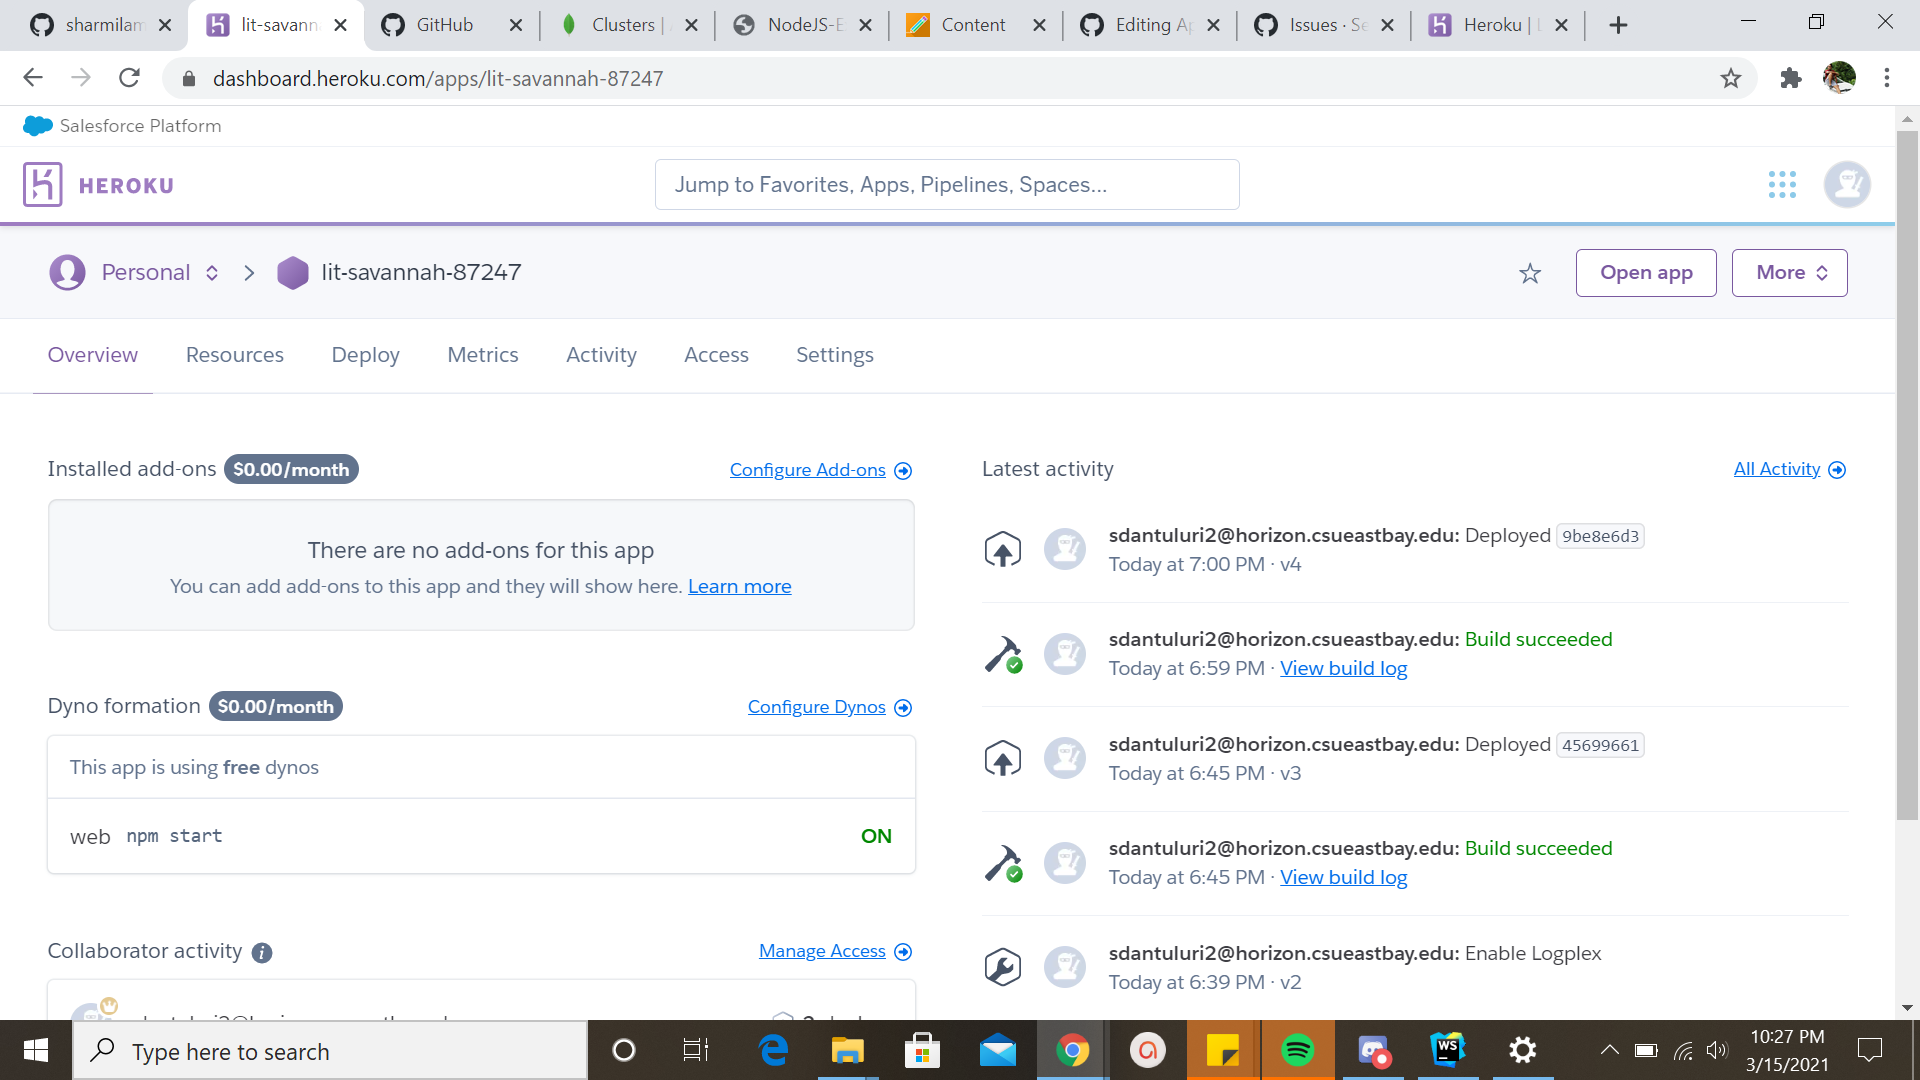 sharmilam
lit-savann
GitHub
Clusters |
NodeJS-E
Content
Editing Ap
Issues · Se
Heroku |
dashboard.heroku.com/apps/lit-savannah-87247
Salesforce Platform
HEROKU
Jump to Favorites, Apps, Pipelines, Spaces...
Personal
lit-savannah-87247
Open app
More
Overview
Resources
Deploy
Metrics
Activity
Access
Settings
Installed add-ons $0.00/month
Configure Add-ons
There are no add-ons for this app
You can add add-ons to this app and they will show here. Learn more
Dyno formation $0.00/month
Configure Dynos
This app is using free dynos
web npm start
ON
Collaborator activity
Manage Access
Latest activity
All Activity
sdantuluri2@horizon.csueastbay.edu: Deployed 9be8e6d3
Today at 7:00 PM · v4
sdantuluri2@horizon.csueastbay.edu: Build succeeded
Today at 6:59 PM · View build log
sdantuluri2@horizon.csueastbay.edu: Deployed 45699661
Today at 6:45 PM · v3
sdantuluri2@horizon.csueastbay.edu: Build succeeded
Today at 6:45 PM · View build log
sdantuluri2@horizon.csueastbay.edu: Enable Logplex
Today at 6:39 PM · v2
Type here to search
WS
10:27 PM
3/15/2021